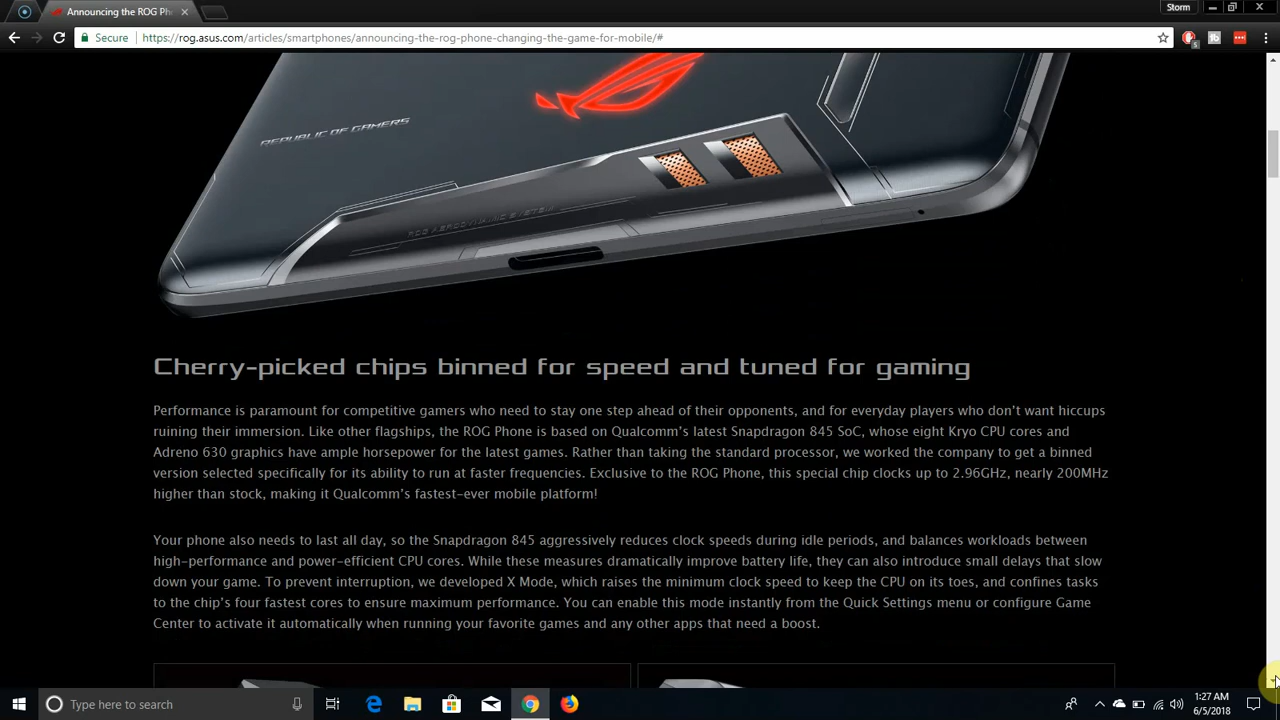 Announcing the ROG Ph
Storm
Secure
https://rog.asus.com/articles/smartphones/announcing-the-rog-phone-changing-the-game-for-mobile/#
REPUBLIC OF GAMERS
ROG AERODYNAMIC SYSTEM
Cherry-picked chips binned for speed and tuned for gaming
Performance is paramount for competitive gamers who need to stay one step ahead of their opponents, and for everyday players who don’t want hiccups
ruining their immersion. Like other flagships, the ROG Phone is based on Qualcomm’s latest Snapdragon 845 SoC, whose eight Kryo CPU cores and
Adreno 630 graphics have ample horsepower for the latest games. Rather than taking the standard processor, we worked the company to get a binned
version selected specifically for its ability to run at faster frequencies. Exclusive to the ROG Phone, this special chip clocks up to 2.96GHz, nearly 200MHz
higher than stock, making it Qualcomm’s fastest-ever mobile platform!
Your phone also needs to last all day, so the Snapdragon 845 aggressively reduces clock speeds during idle periods, and balances workloads between
high-performance and power-efficient CPU cores. While these measures dramatically improve battery life, they can also introduce small delays that slow
down your game. To prevent interruption, we developed X Mode, which raises the minimum clock speed to keep the CPU on its toes, and confines tasks
to the chip’s four fastest cores to ensure maximum performance. You can enable this mode instantly from the Quick Settings menu or configure Game
Center to activate it automatically when running your favorite games and any other apps that need a boost.
Type here to search
1:27 AM
6/5/2018